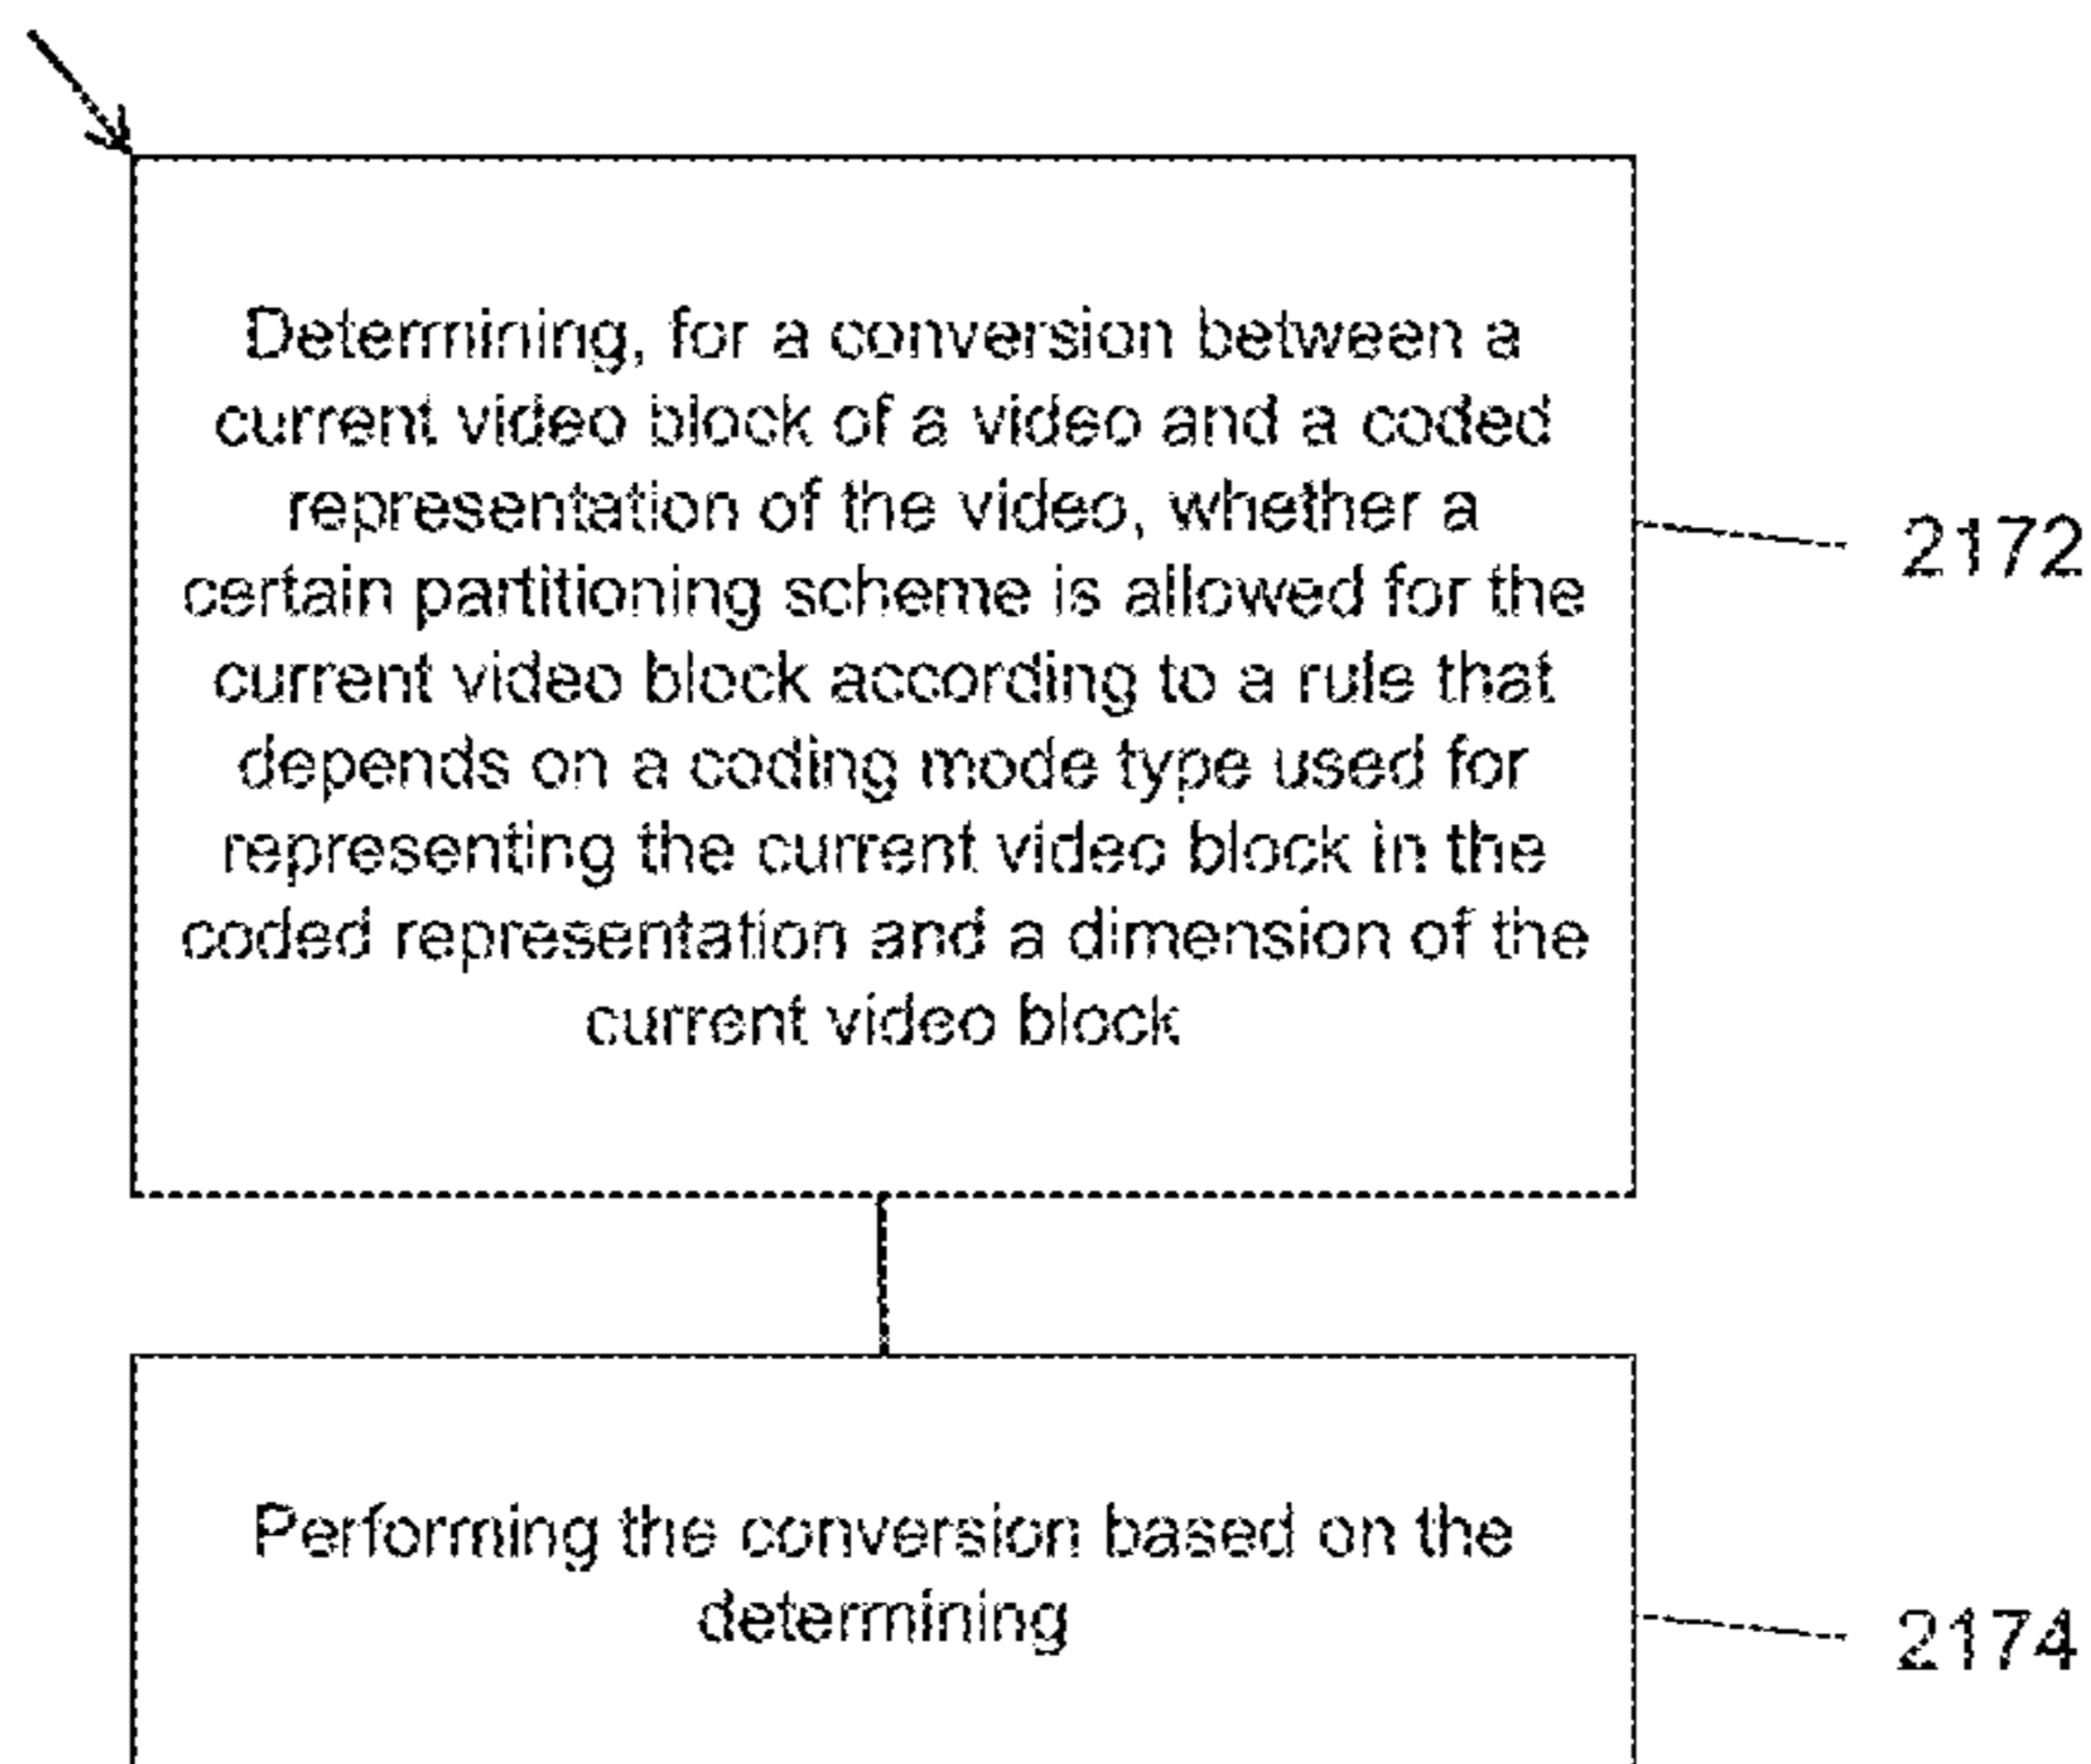 Determining, for a conversion between a
current video block of a video and a coded
representation of the video, whether a
certain partitioning scheme is allowed for the
current video block according to a rule that
depends on a coding mode type used for
representing the current video block in the
coded representation and a dimension of the
current video block
2172
Performing the conversion based on the
determining
2174